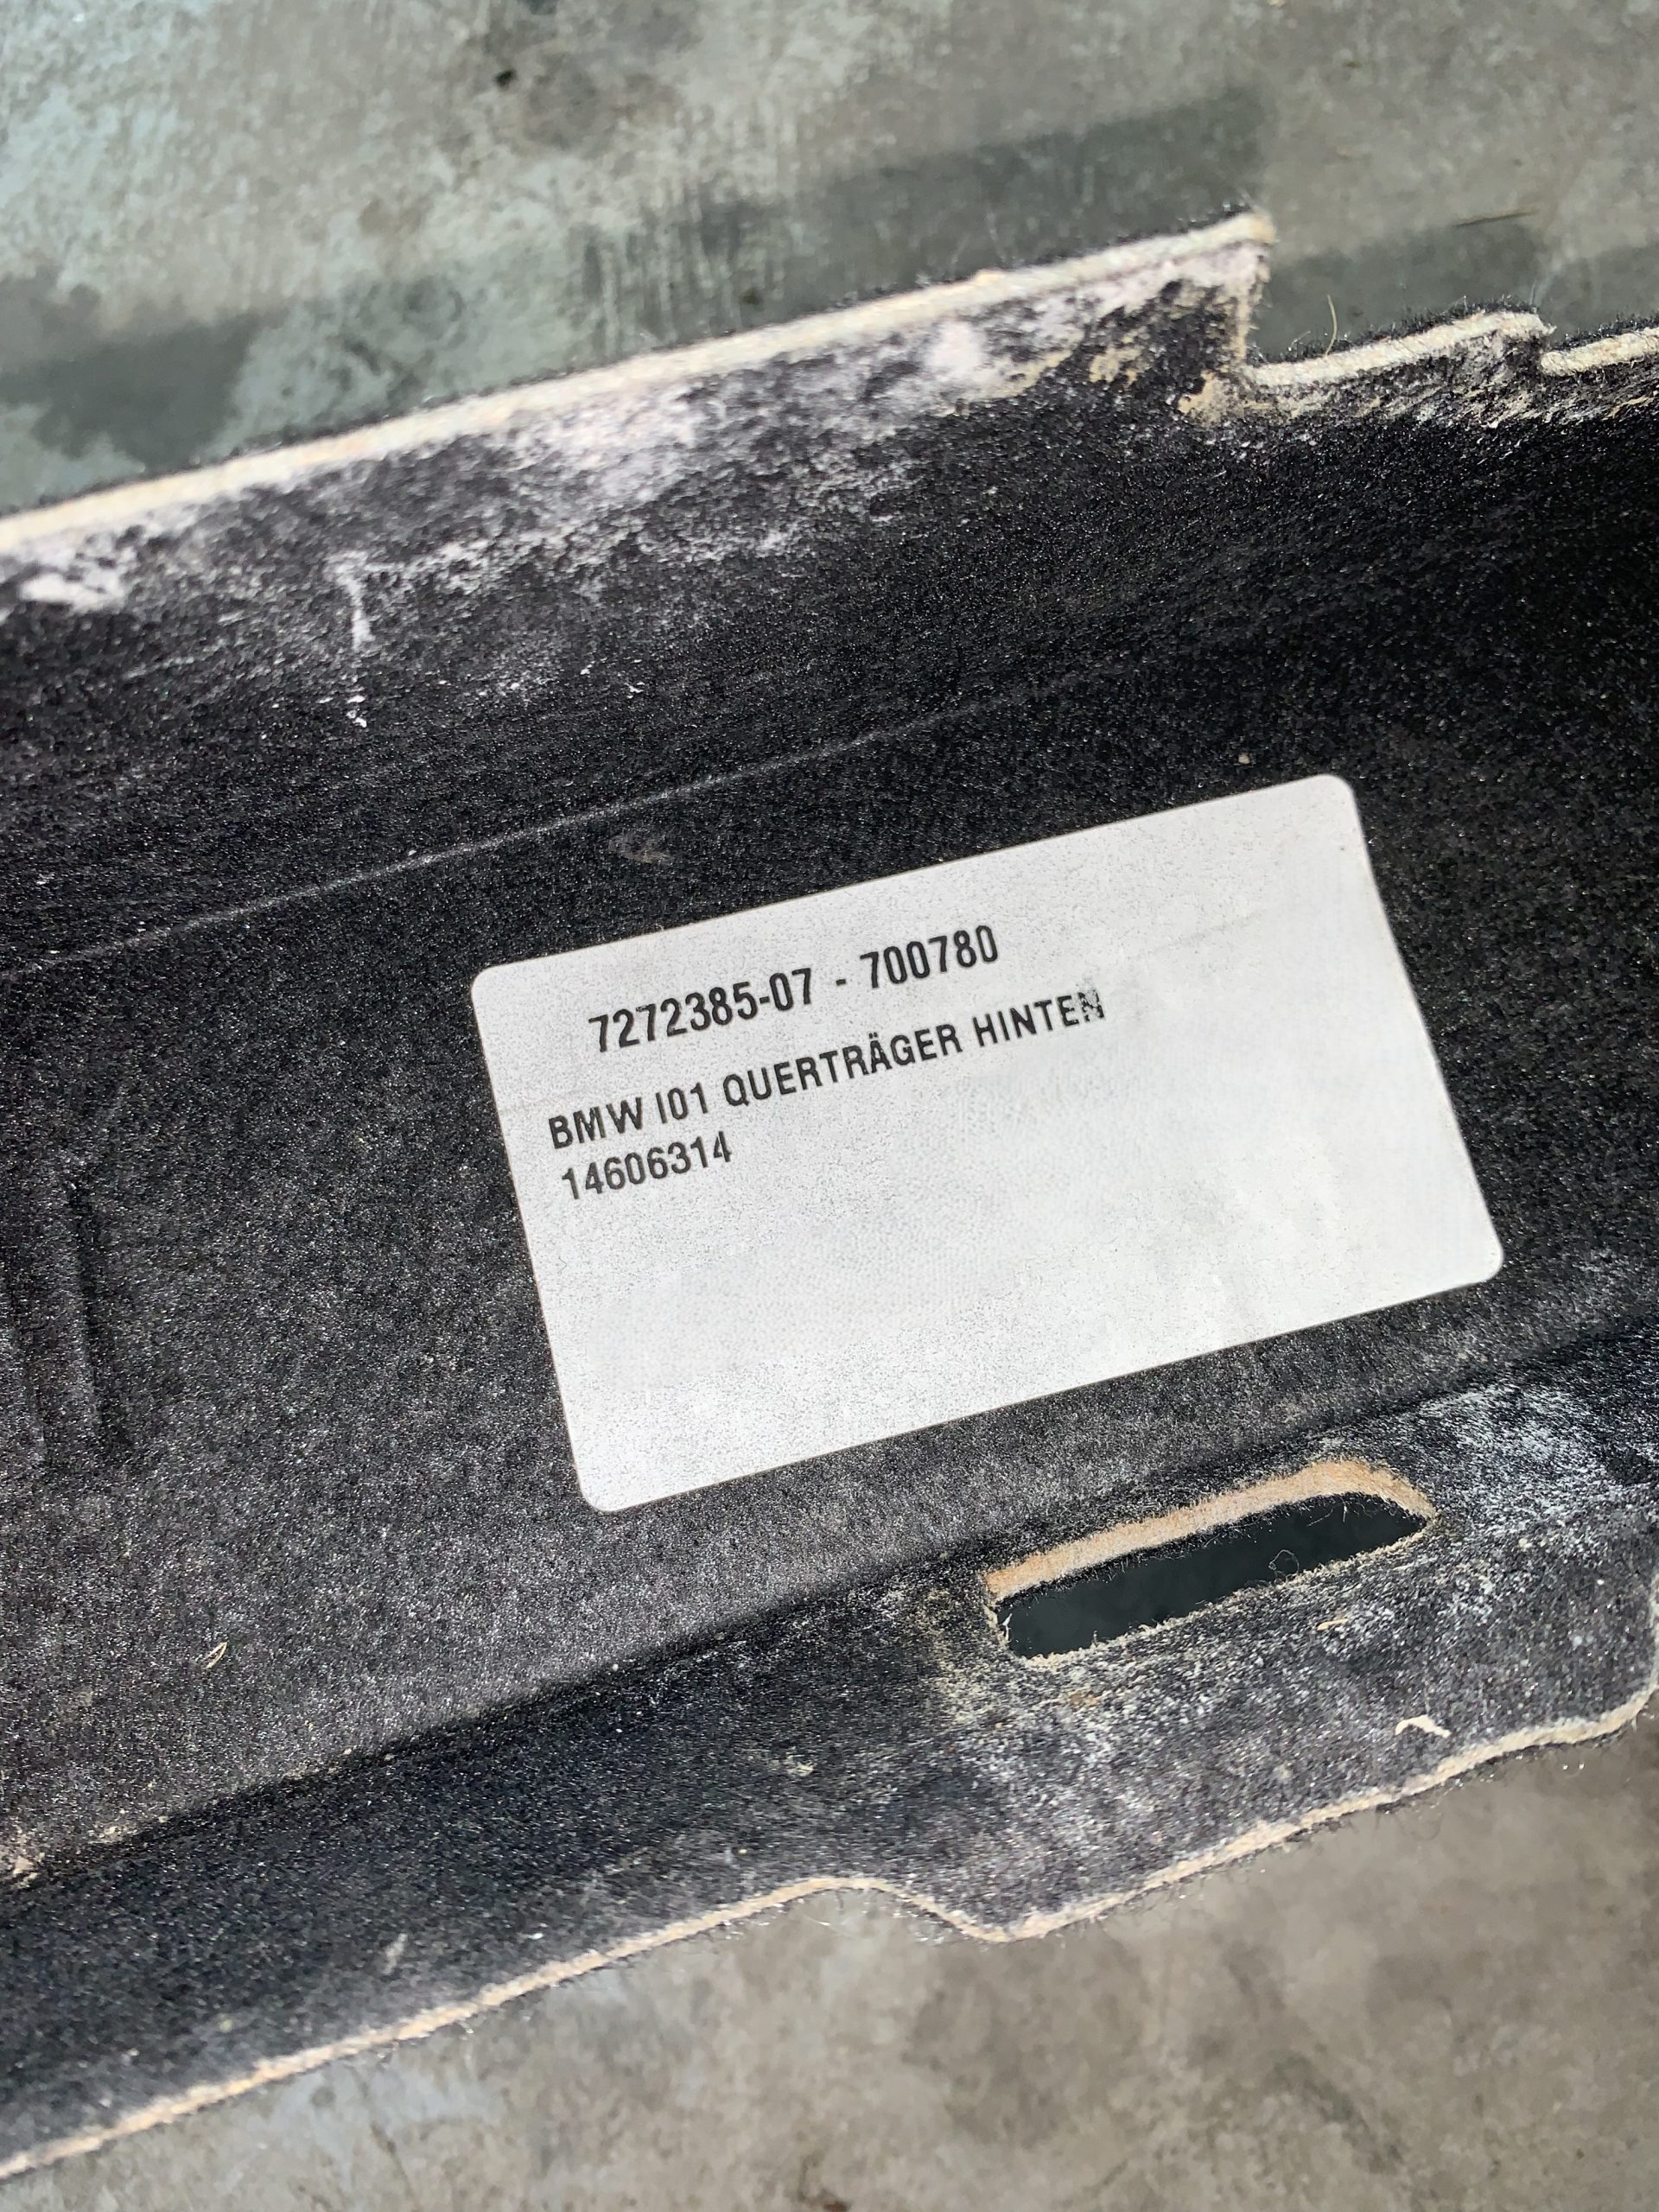 7272385-07 - 700780
BMW I01 QUERTRÄGER HINTEN
14606314